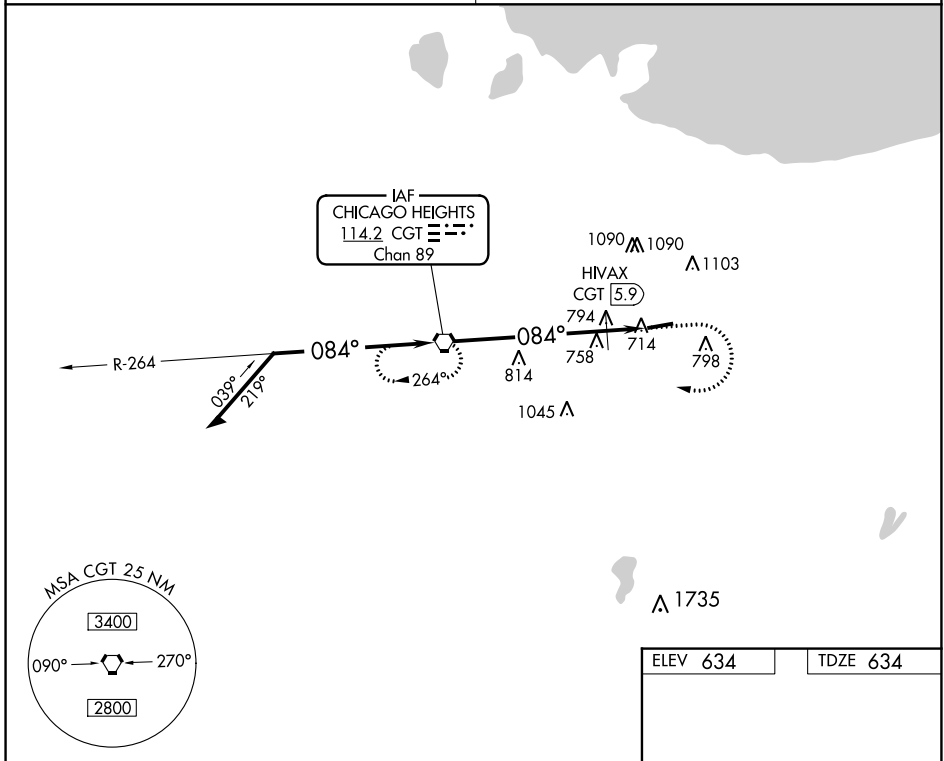 IAF
CHICAGO HEIGHTS
114.2 CGT
Chan 89
1090 1090
1103
HIVAX
CGT 5.9
794
R-264
084°
084°
758
714
798
264°
814
039°
219°
1045
MSA CGT 25 NM
3400
090°
270°
2800
1735
ELEV 634
TDZE 634